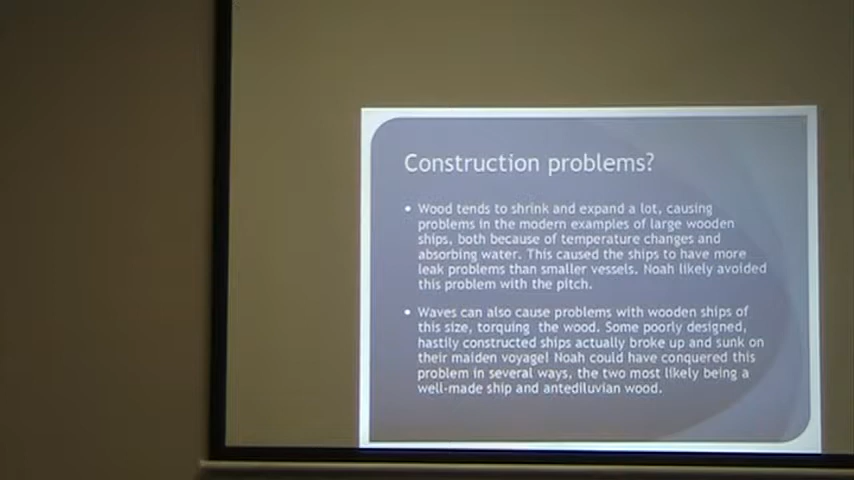 Construction problems?
• Wood tends to shrink and expand a lot, causing
problems in the modern examples of large wooden
ships, both because of temperature changes and
absorbing water. This caused the ships to have more
leak problems than smaller vessels. Noah likely avoided
this problem with the pitch.
• Waves can also cause problems with wooden ships of
this size, torquing the wood. Some poorly designed,
hastily constructed ships actually broke up and sunk on
their maiden voyage! Noah could have conquered this
problem in several ways, the two most likely being a
well-made ship and antediluvian wood.